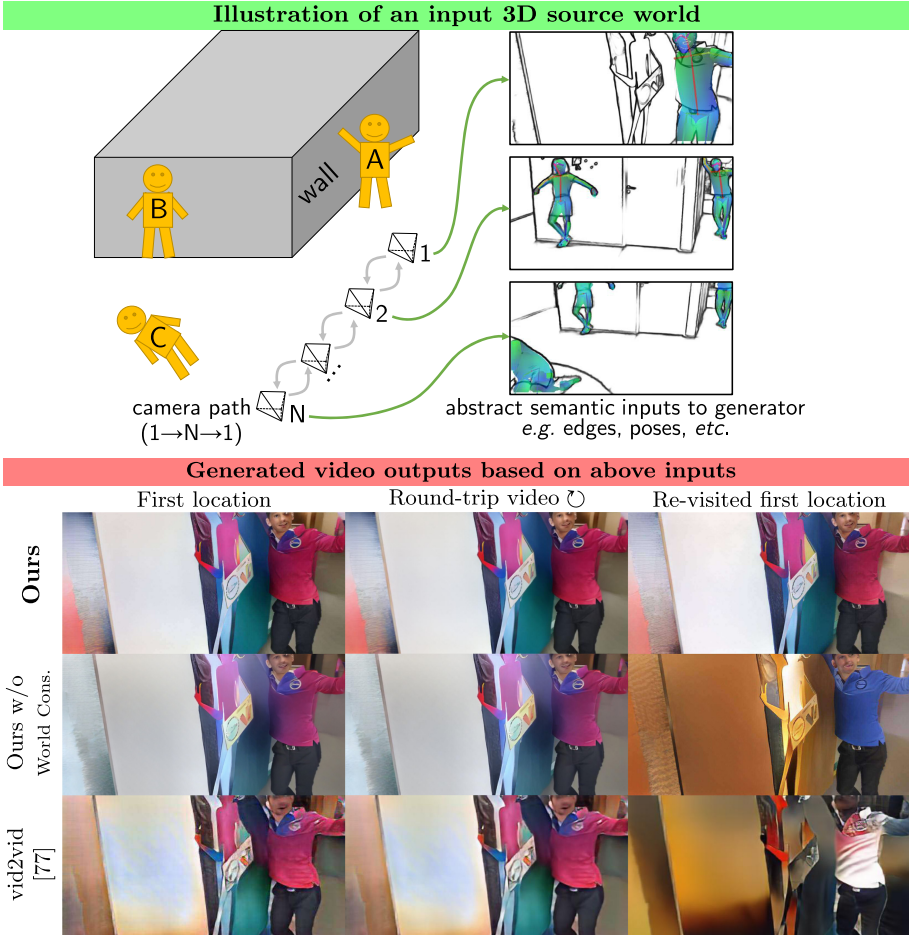 Illustration of an input 3D source world
A
wall
B
1
2
C
...
N
camera path
(1→N→1)
abstract semantic inputs to generator
e.g. edges, poses, etc.
Generated video outputs based on above inputs
First location
Round-trip video ↻
Re-visited first location
Ours
Ours w/o
World Cons.
vid2vid
[77]